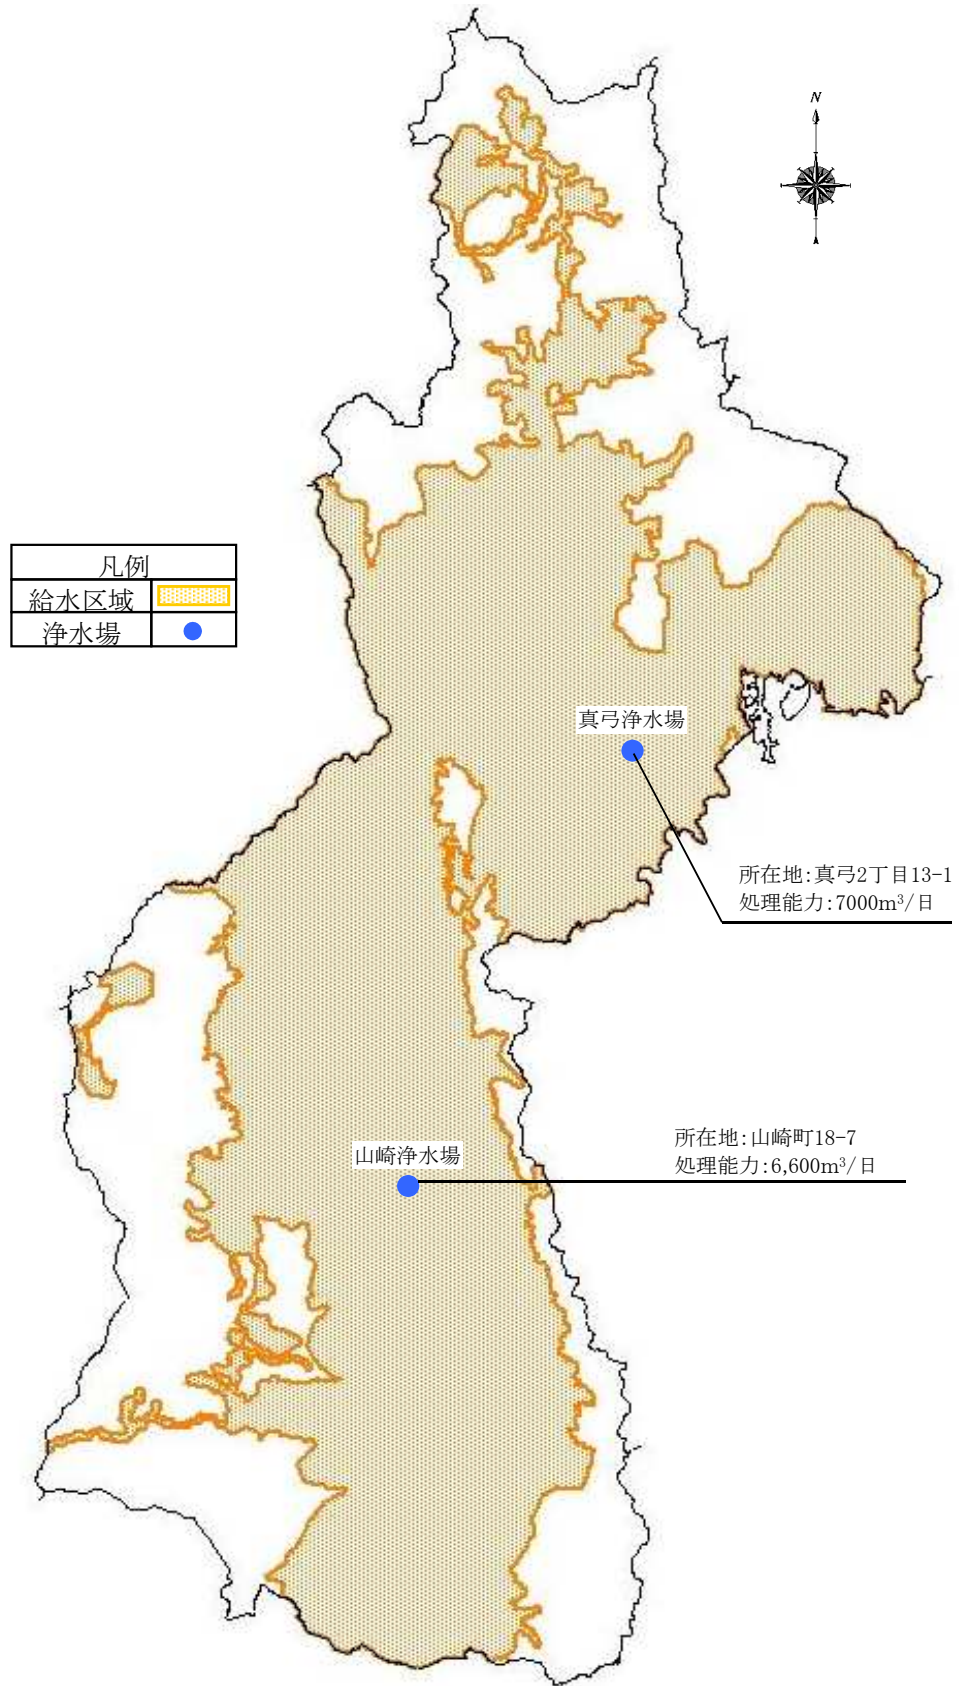 N
凡例
給水区域
浄水場
真弓浄水場
所在地:真弓2丁目13-1
処理能力:7000m³/日
所在地:山崎町18-7
処理能力:6,600m³/日
山崎浄水場